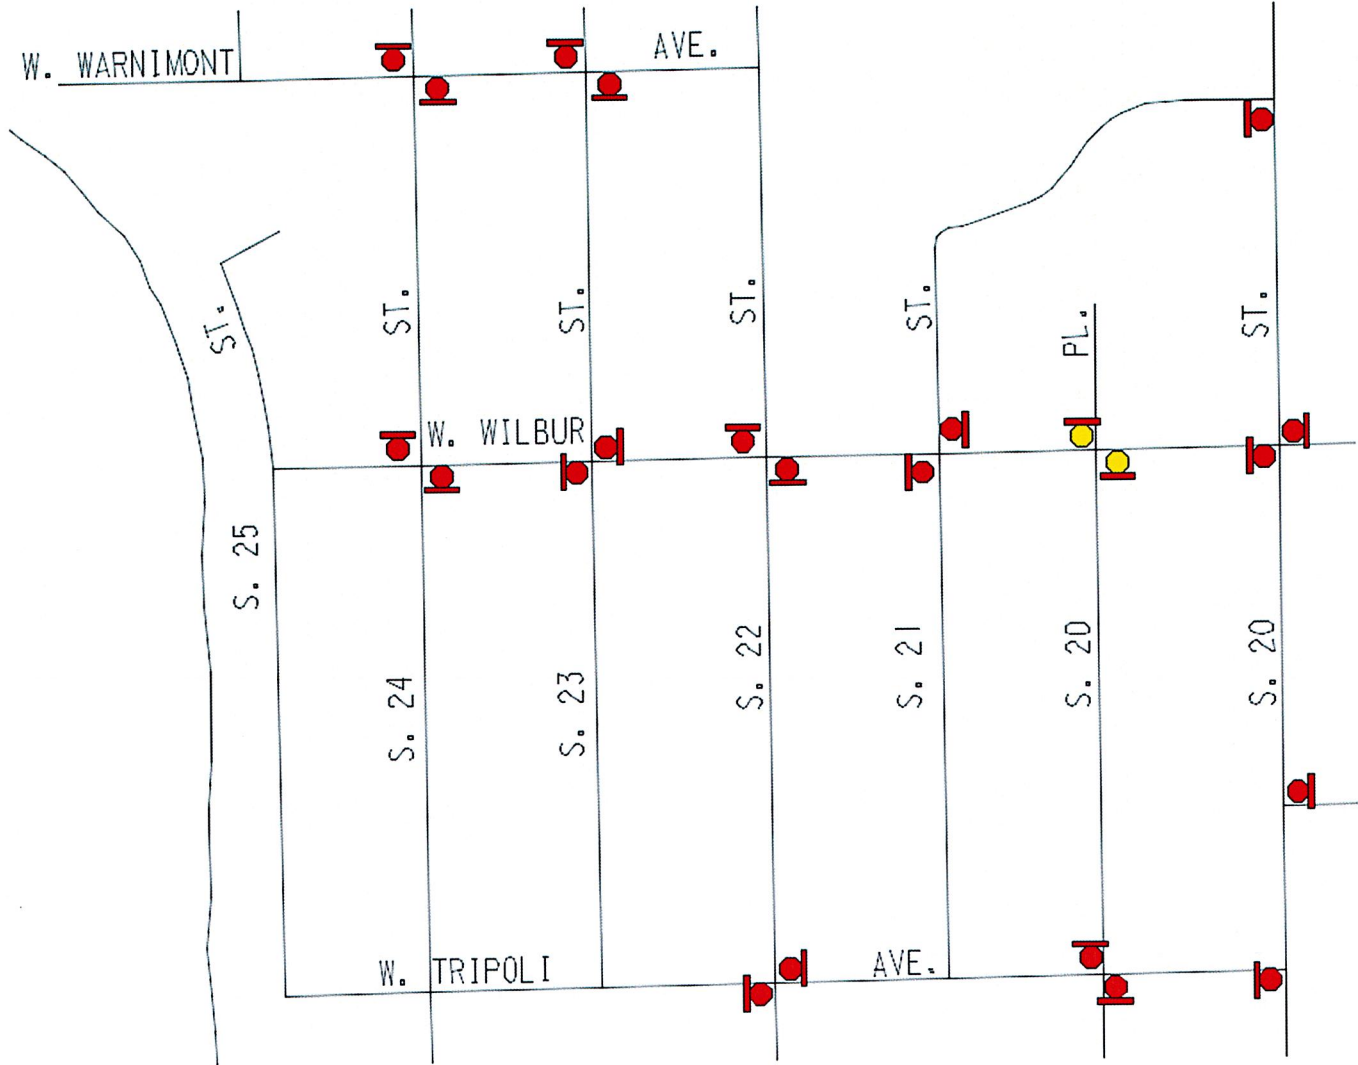 W. WARNIMONT AVE.
S. 25 ST.
S. 24 ST.
S. 23 ST.
S. 22 ST.
S. 21 ST.
S. 20 PL.
S. 20 ST.
W. WILBUR
W. TRIPOLI AVE.